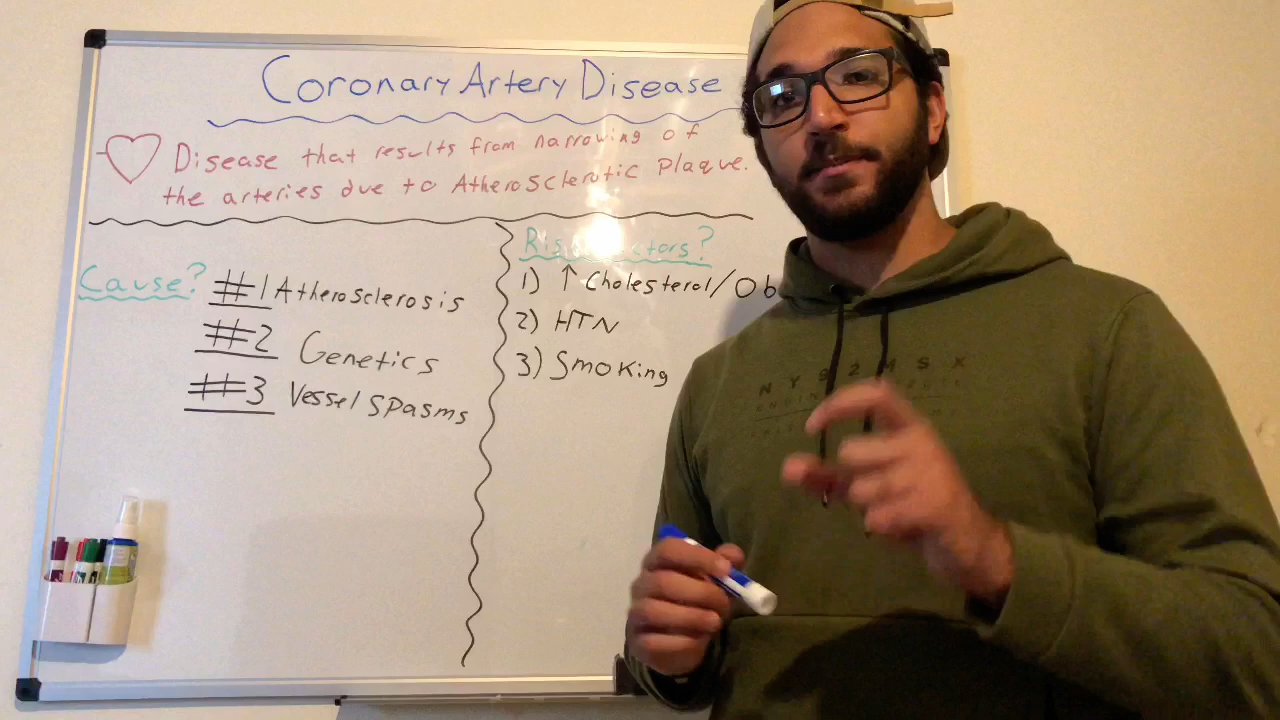 Coronary Artery Disease
Disease that results from narrowing of
the arteries due to Atherosclerotic Plaque.
Cause?
#1 Atherosclerosis
#2 Genetics
#3 Vessel Spasms
1) ↑ Cholesterol/Ob
2) HTN
3) Smoking
NY92MSX